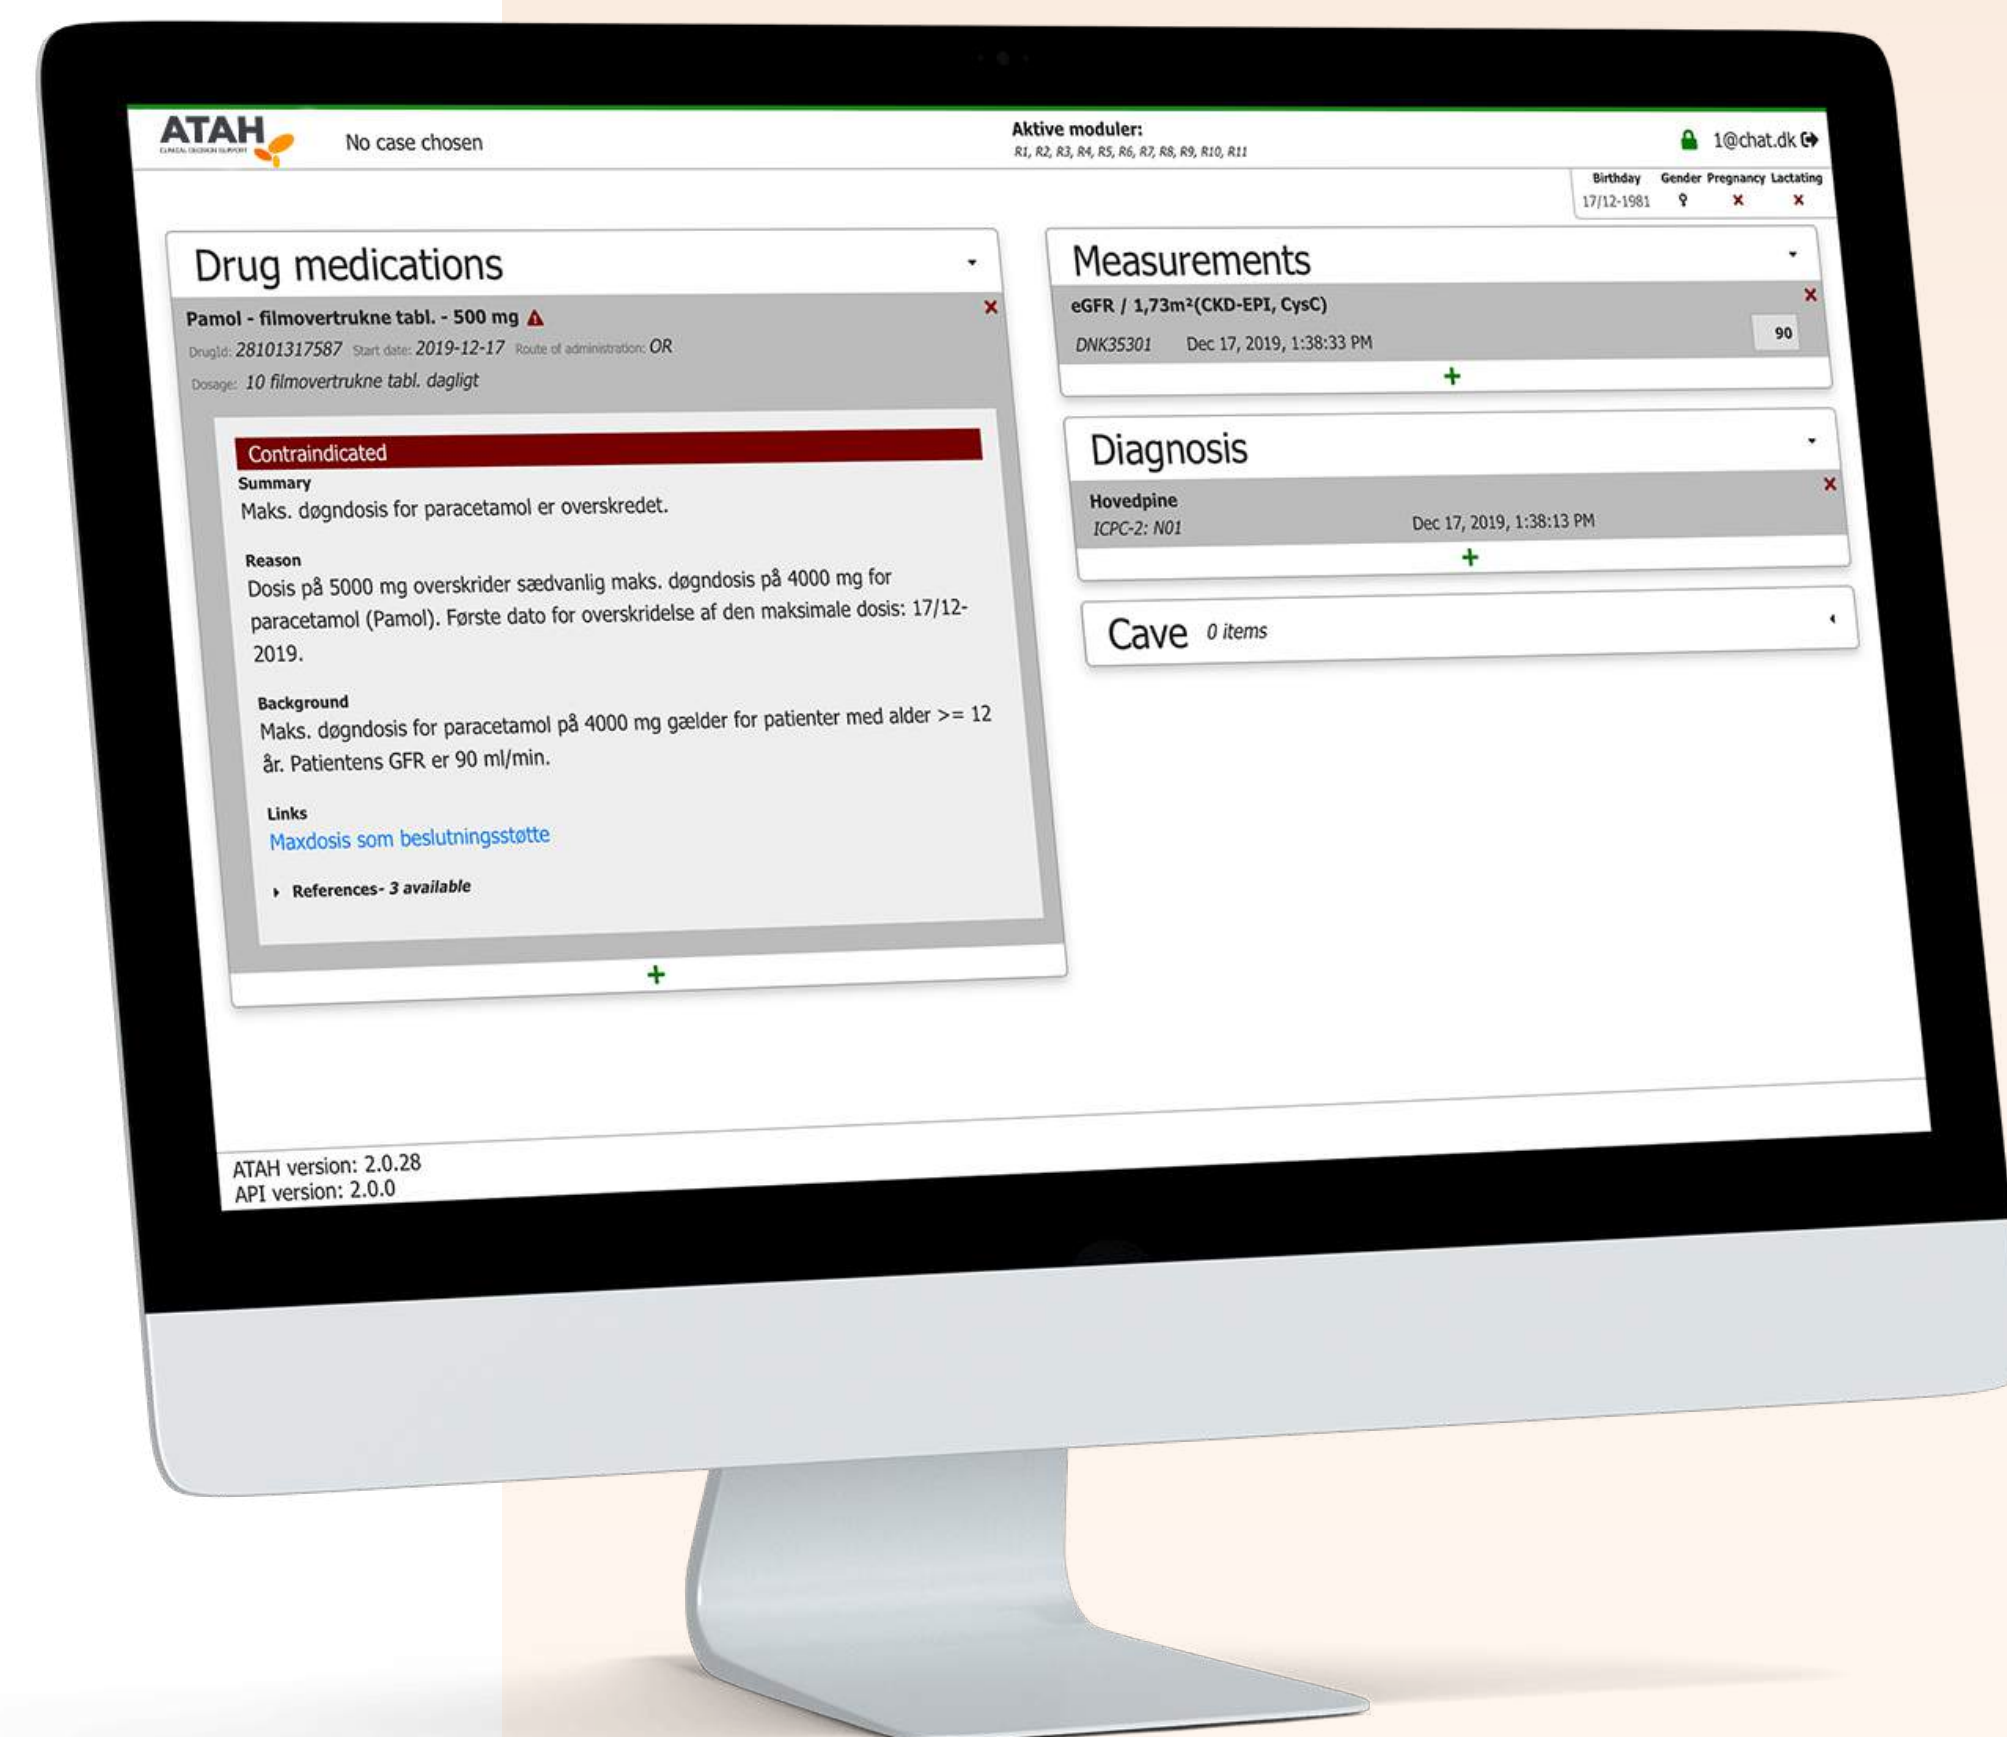 ATAH
CLINICAL DECISION SUPPORT
No case chosen
Aktive moduler:
R1, R2, R3, R4, R5, R6, R7, R8, R9, R10, R11
1@chat.dk
Birthday Gender Pregnancy Lactating
17/12-1981
Drug medications
Pamol - filmovertrukne tabl. - 500 mg
DrugId: 28101317587 Start date: 2019-12-17 Route of administration: OR
Dosage: 10 filmovertrukne tabl. dagligt
Contraindicated
Summary
Maks. døgndosis for paracetamol er overskredet.
Reason
Dosis på 5000 mg overskrider sædvanlig maks. døgndosis på 4000 mg for
paracetamol (Pamol). Første dato for overskridelse af den maksimale dosis: 17/12-
2019.
Background
Maks. døgndosis for paracetamol på 4000 mg gælder for patienter med alder >= 12
år. Patientens GFR er 90 ml/min.
Links
Maxdosis som beslutningsstøtte
References- 3 available
+
Measurements
eGFR / 1,73m²(CKD-EPI, CysC)
DNK35301 Dec 17, 2019, 1:38:33 PM
90
+
Diagnosis
Hovedpine
ICPC-2: N01 Dec 17, 2019, 1:38:13 PM
+
Cave 0 items
ATAH version: 2.0.28
API version: 2.0.0